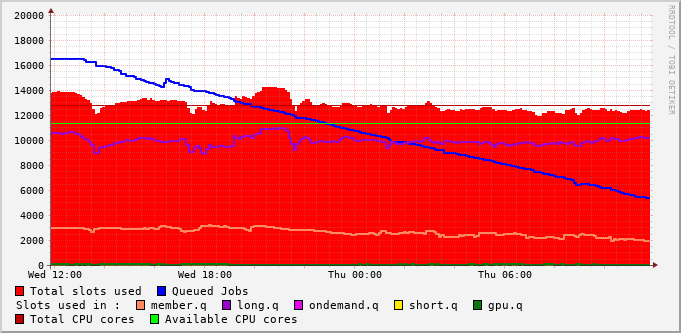 20000
18000
16000
14000
12000
10000
8000
6000
4000
2000
0
Wed 12:00 Wed 18:00 Thu 00:00 Thu 06:00
Total slots used Queued Jobs
Slots used in : member.q long.q ondemand.q short.q gpu.q
Total CPU cores Available CPU cores
RRDTOOL / TOBI OETIKER